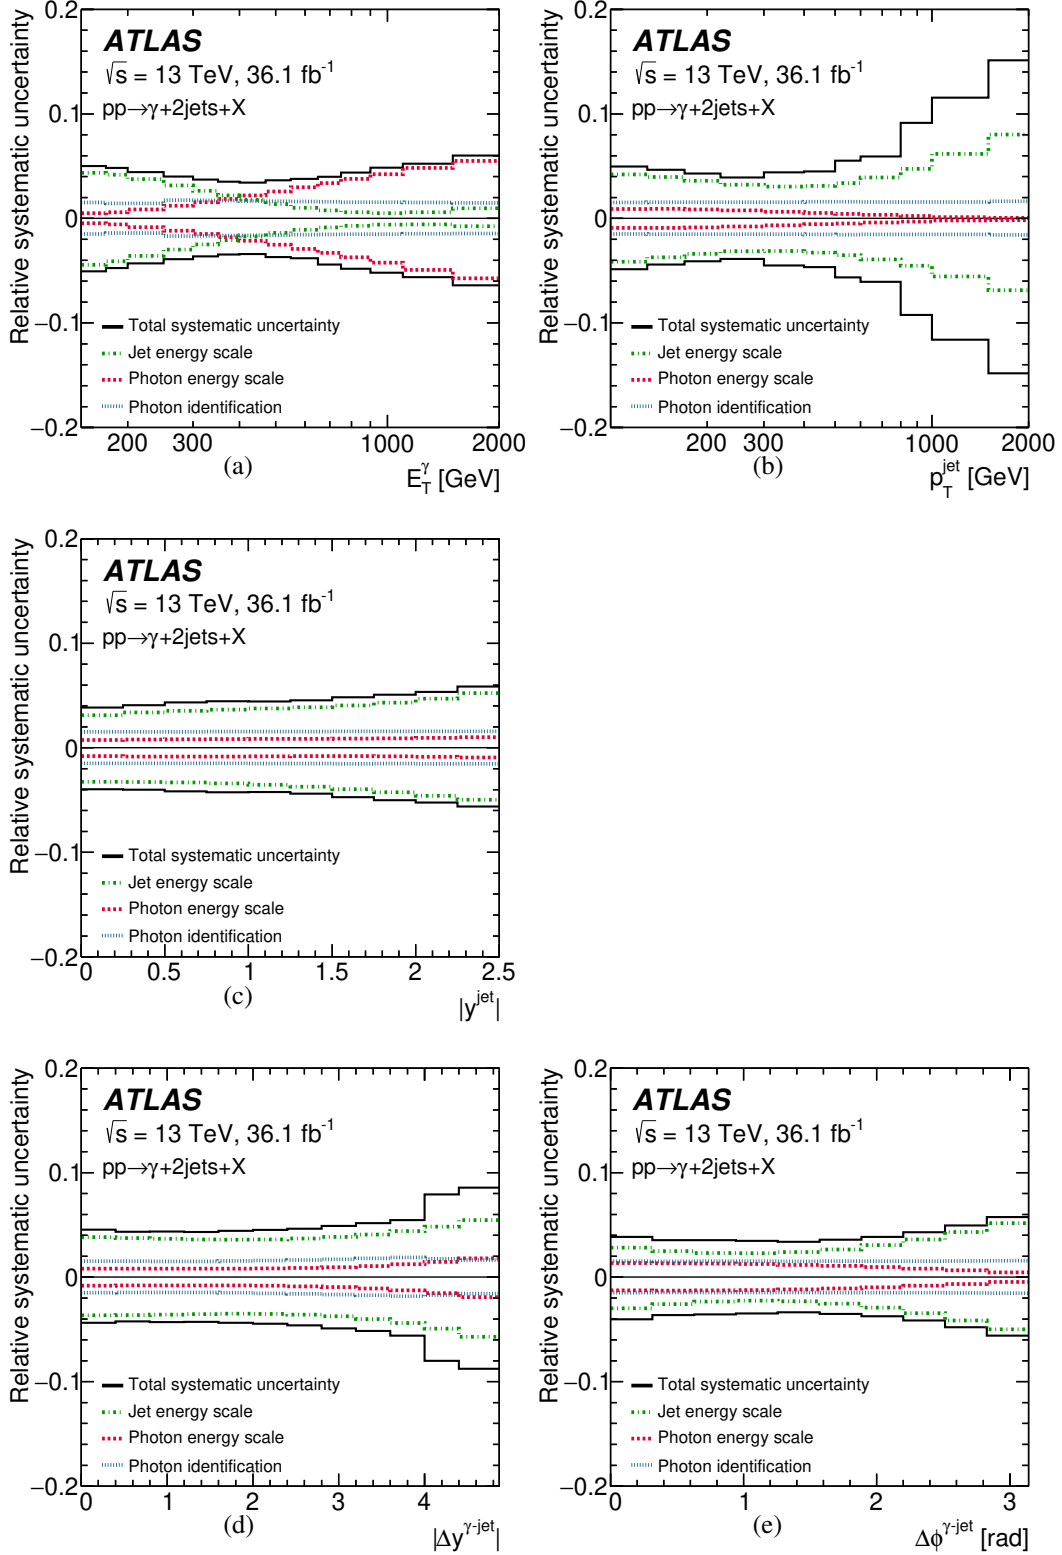 Relative systematic uncertainty
0.2
0.1
0
−0.1
−0.2
ATLAS
√s = 13 TeV, 36.1 fb-1
pp→γ+2jets+X
Total systematic uncertainty
Jet energy scale
Photon energy scale
Photon identification
200 300 1000 2000
(a)
E_T^γ [GeV]
Relative systematic uncertainty
0.2
0.1
0
−0.1
−0.2
ATLAS
√s = 13 TeV, 36.1 fb-1
pp→γ+2jets+X
Total systematic uncertainty
Jet energy scale
Photon energy scale
Photon identification
200 300 1000 2000
(b)
p_T^jet [GeV]
Relative systematic uncertainty
0.2
0.1
0
−0.1
−0.2
ATLAS
√s = 13 TeV, 36.1 fb-1
pp→γ+2jets+X
Total systematic uncertainty
Jet energy scale
Photon energy scale
Photon identification
0 0.5 1 1.5 2 2.5
(c)
|y^jet|
Relative systematic uncertainty
0.2
0.1
0
−0.1
−0.2
ATLAS
√s = 13 TeV, 36.1 fb-1
pp→γ+2jets+X
Total systematic uncertainty
Jet energy scale
Photon energy scale
Photon identification
0 1 2 3 4
(d)
|Δy^γ-jet|
Relative systematic uncertainty
0.2
0.1
0
−0.1
−0.2
ATLAS
√s = 13 TeV, 36.1 fb-1
pp→γ+2jets+X
Total systematic uncertainty
Jet energy scale
Photon energy scale
Photon identification
0 1 2 3
(e)
Δϕ^γ-jet [rad]